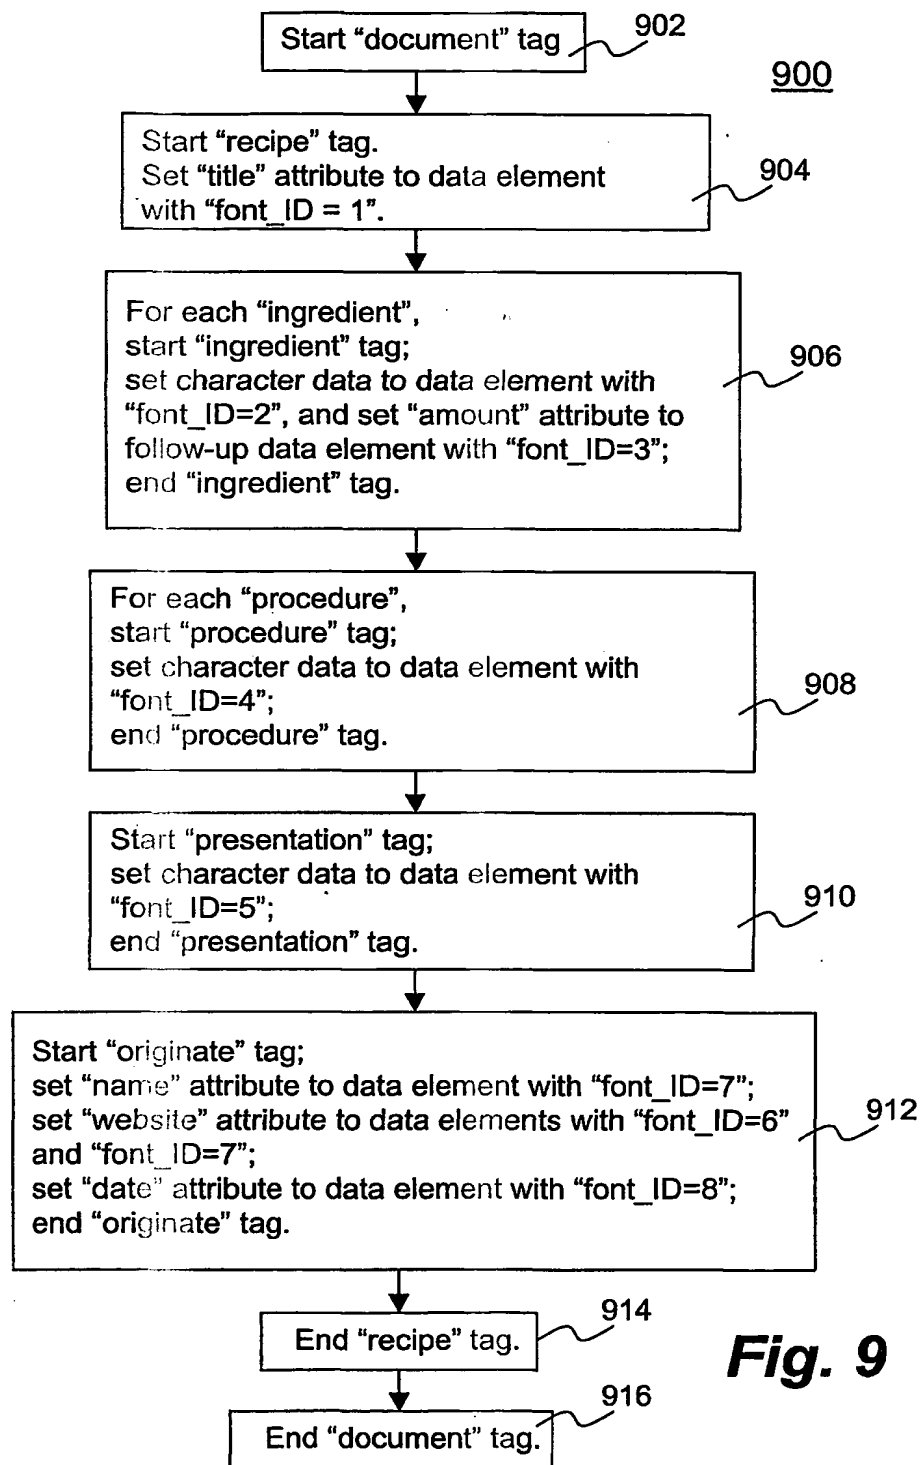 Start “document” tag
902
900
Start “recipe” tag.
Set “title” attribute to data element
with “font_ID = 1”.
904
For each “ingredient”,
start “ingredient” tag;
set character data to data element with
“font_ID=2”, and set “amount” attribute to
follow-up data element with “font_ID=3”;
end “ingredient” tag.
906
For each “procedure”,
start “procedure” tag;
set character data to data element with
“font_ID=4”;
end “procedure” tag.
908
Start “presentation” tag;
set character data to data element with
“font_ID=5”;
end “presentation” tag.
910
Start “originate” tag;
set “name” attribute to data element with “font_ID=7”;
set “website” attribute to data elements with “font_ID=6”
and “font_ID=7”;
set “date” attribute to data element with “font_ID=8”;
end “originate” tag.
912
End “recipe” tag.
914
Fig. 9
End “document” tag.
916